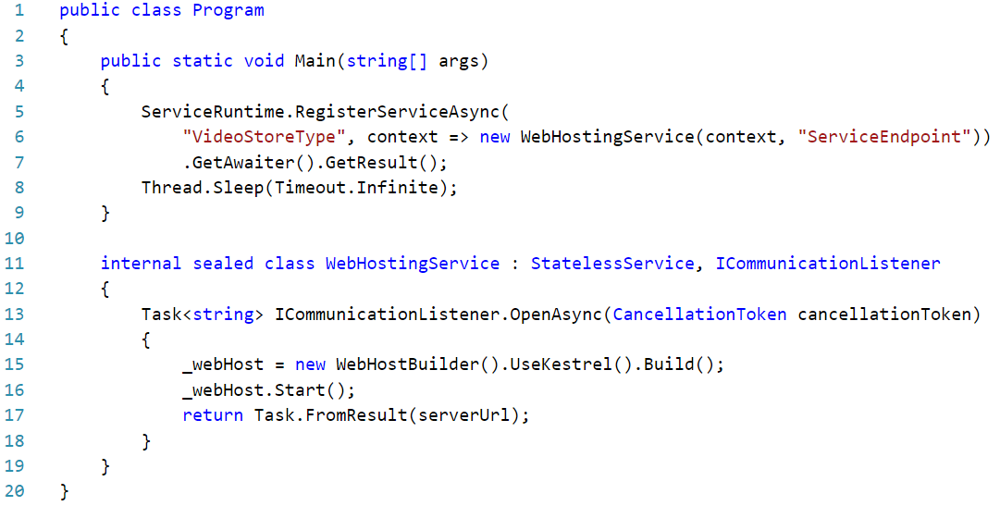 1 public class Program
2 {
3 public static void Main(string[] args)
4 {
5 ServiceRuntime.RegisterServiceAsync(
6 "VideoStoreType", context => new WebHostingService(context, "ServiceEndpoint"))
7 .GetAwaiter().GetResult();
8 Thread.Sleep(Timeout.Infinite);
9 }
10
11 internal sealed class WebHostingService : StatelessService, ICommunicationListener
12 {
13 Task<string> ICommunicationListener.OpenAsync(CancellationToken cancellationToken)
14 {
15 _webHost = new WebHostBuilder().UseKestrel().Build();
16 _webHost.Start();
17 return Task.FromResult(serverUrl);
18 }
19 }
20 }